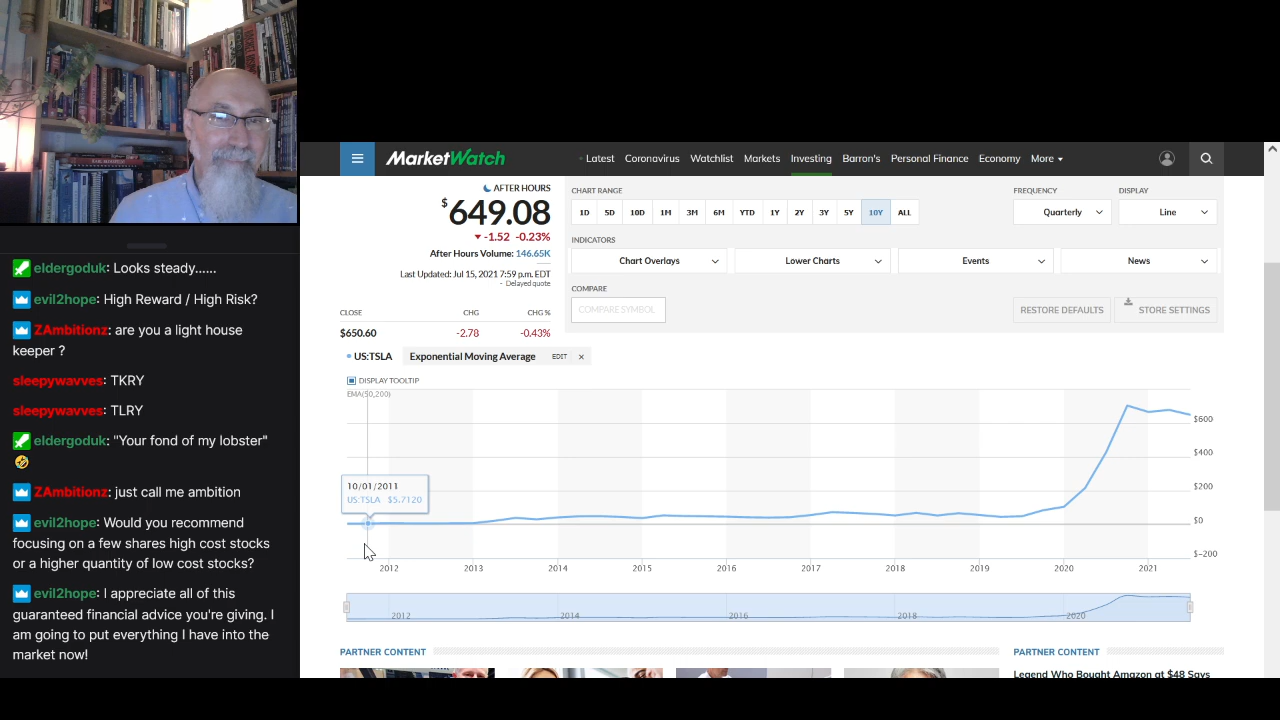 eldergoduk: Looks steady......
evil2hope: High Reward / High Risk?
ZAmbitionz: are you a light house
keeper ?
sleepywavves: TKRY
sleepywavves: TLRY
eldergoduk: "Your fond of my lobster"
🤣
ZAmbitionz: just call me ambition
evil2hope: Would you recommend
focusing on a few shares high cost stocks
or a higher quantity of low cost stocks?
evil2hope: I appreciate all of this
guaranteed financial advice you're giving. I
am going to put everything I have into the
market now!
MarketWatch
Latest Coronavirus Watchlist Markets Investing Barron's Personal Finance Economy More
AFTER HOURS
$649.08
-1.52 -0.23%
After Hours Volume: 146.65K
Last Updated: Jul 15, 2021 7:59 p.m. EDT
- Delayed quote
CLOSE CHG CHG %
$650.60 -2.78 -0.43%
CHART RANGE
1D 5D 10D 1M 3M 6M YTD 1Y 2Y 3Y 5Y 10Y ALL
FREQUENCY
Quarterly
DISPLAY
Line
INDICATORS
Chart Overlays Lower Charts Events News
COMPARE
COMPARE SYMBOL
RESTORE DEFAULTS STORE SETTINGS
US:TSLA Exponential Moving Average EDIT x
DISPLAY TOOLTIP
EMA(50,200)
10/01/2011
US:TSLA $5.7120
$600
$400
$200
$0
$-200
2012 2013 2014 2015 2016 2017 2018 2019 2020 2021
2012 2014 2016 2018 2020
PARTNER CONTENT
PARTNER CONTENT
Legend Who Bought Amazon at $48 Says